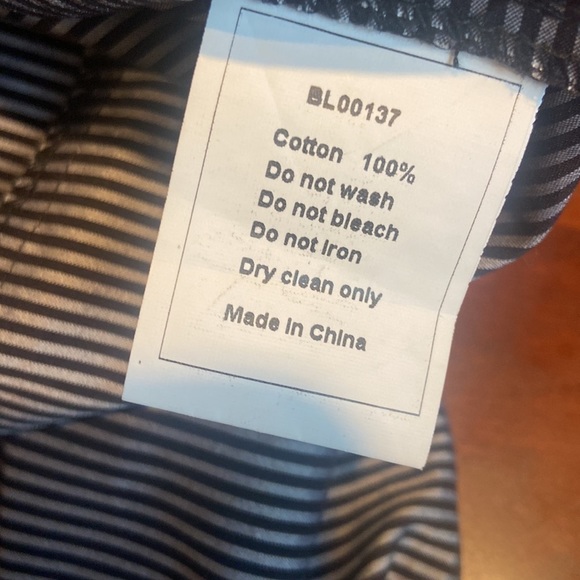 BL00137
Cotton 100%
Do not wash
Do not bleach
Do not Iron
Dry clean only
Made in China